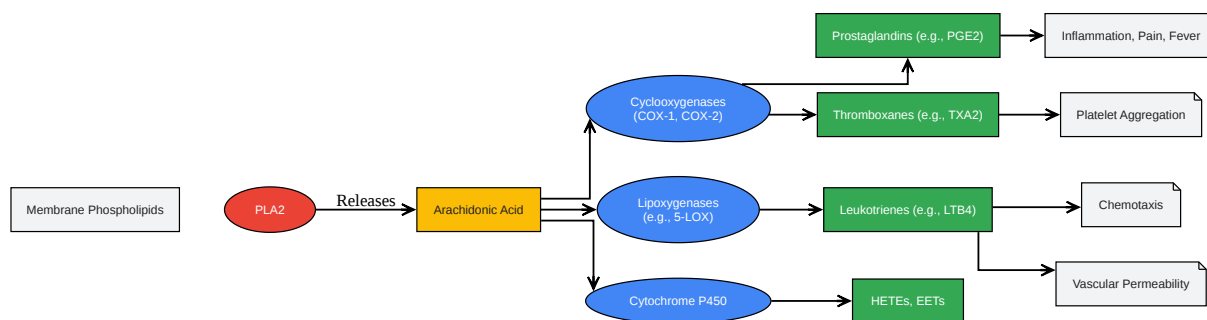 Membrane Phospholipids
PLA2
Releases
Arachidonic Acid
Cyclooxygenases
(COX-1, COX-2)
Lipoxygenases
(e.g., 5-LOX)
Cytochrome P450
Prostaglandins (e.g., PGE2)
Thromboxanes (e.g., TXA2)
Leukotrienes (e.g., LTB4)
HETEs, EETs
Inflammation, Pain, Fever
Platelet Aggregation
Chemotaxis
Vascular Permeability